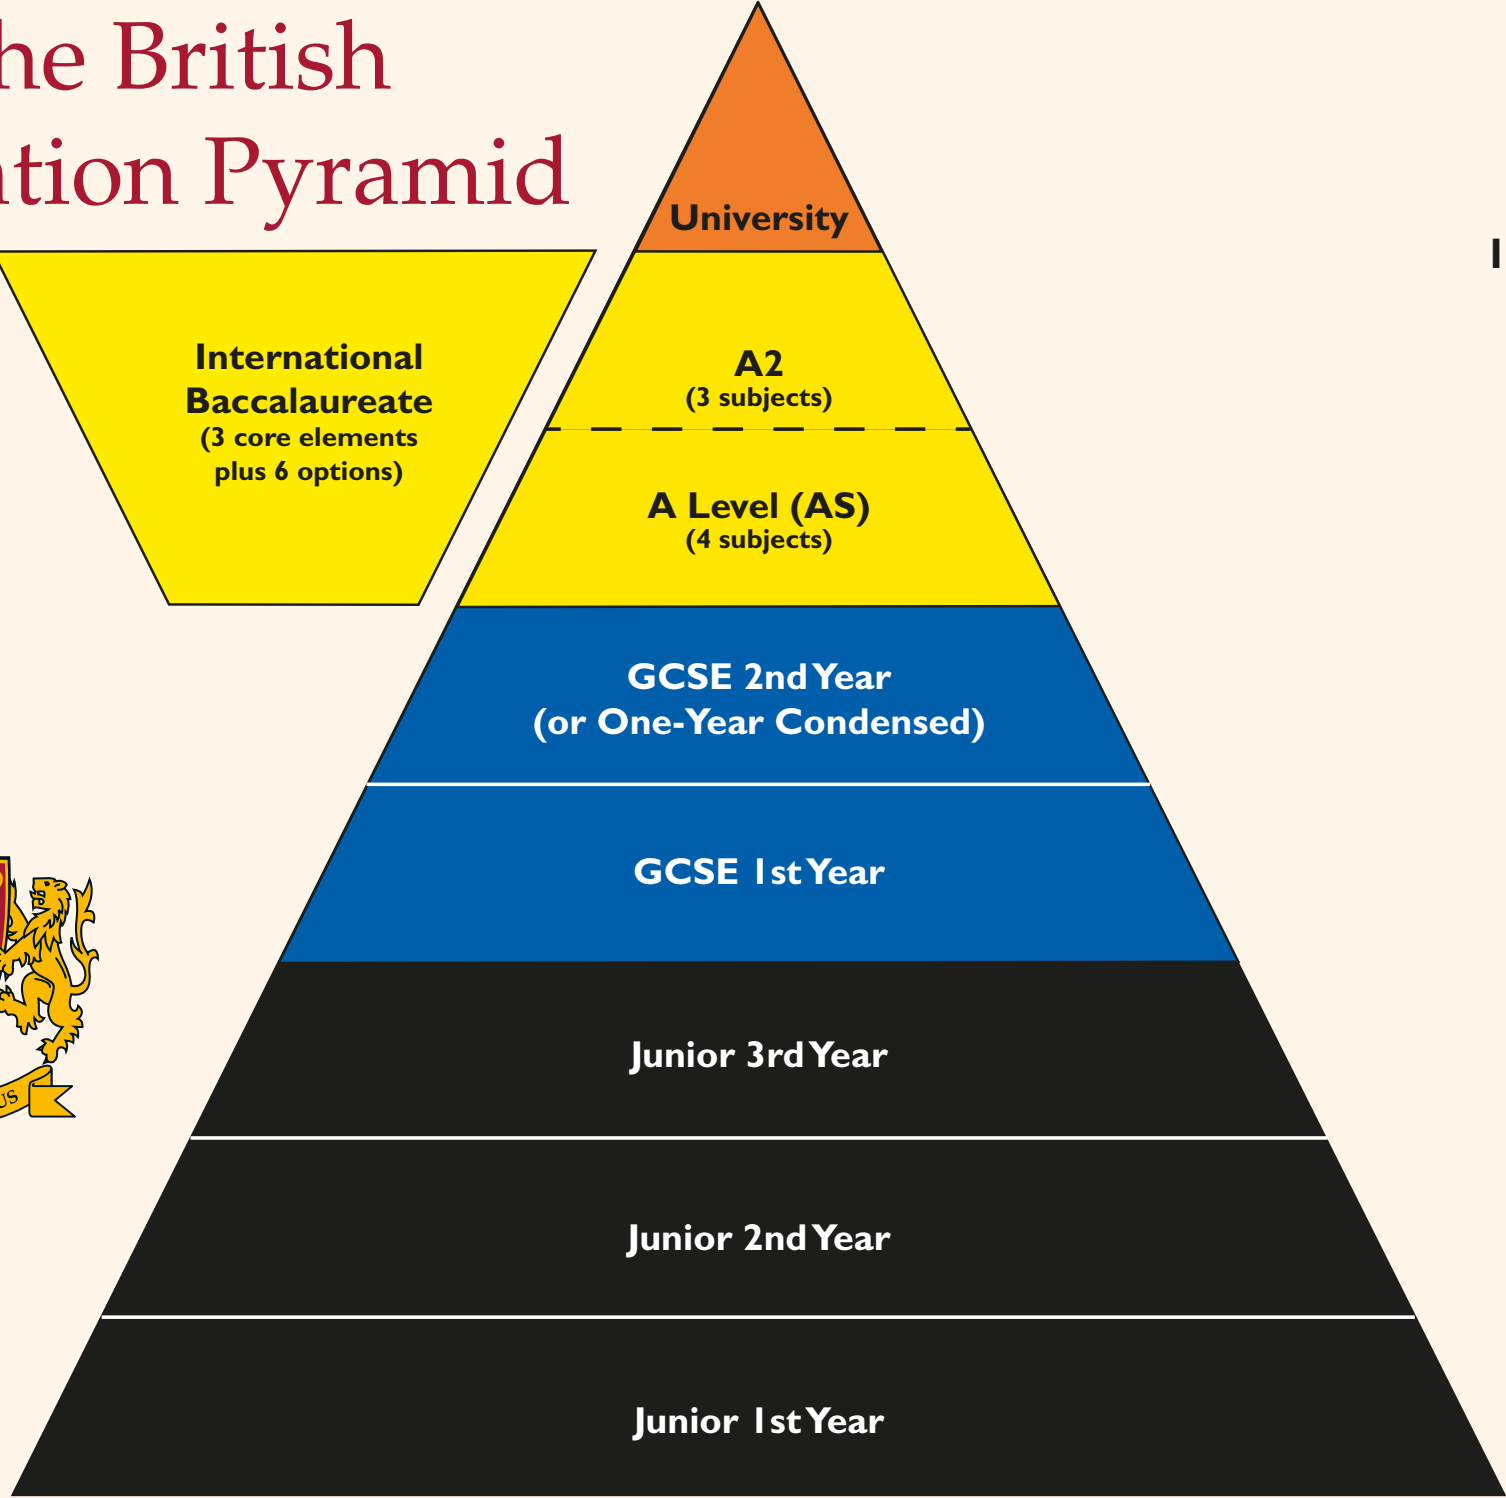 he British
tion Pyramid
University
International
Baccalaureate
(3 core elements
plus 6 options)
A2
(3 subjects)
A Level (AS)
(4 subjects)
GCSE 2nd Year
(or One-Year Condensed)
GCSE 1st Year
Junior 3rd Year
US
Junior 2nd Year
Junior 1st Year